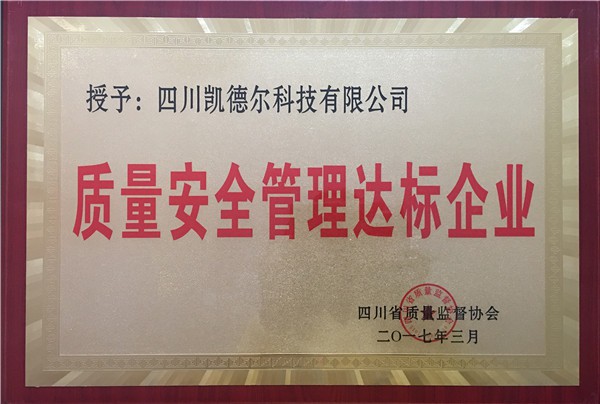 授予：四川凯德尔科技有限公司
质量安全管理达标企业
四川省质量监督协会
二〇一七年三月